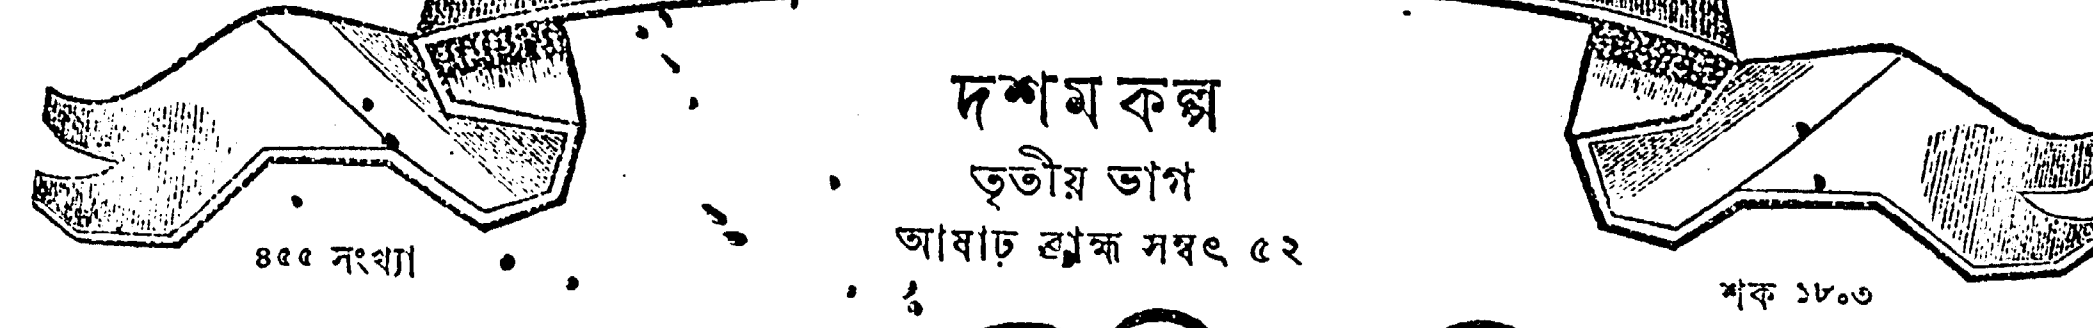 দশম কল্প
তৃতীয় ভাগ
আষাঢ় ব্রাহ্ম সম্বৎ ৫২
৪৫৫ সংখ্যা
শক ১৮০৩